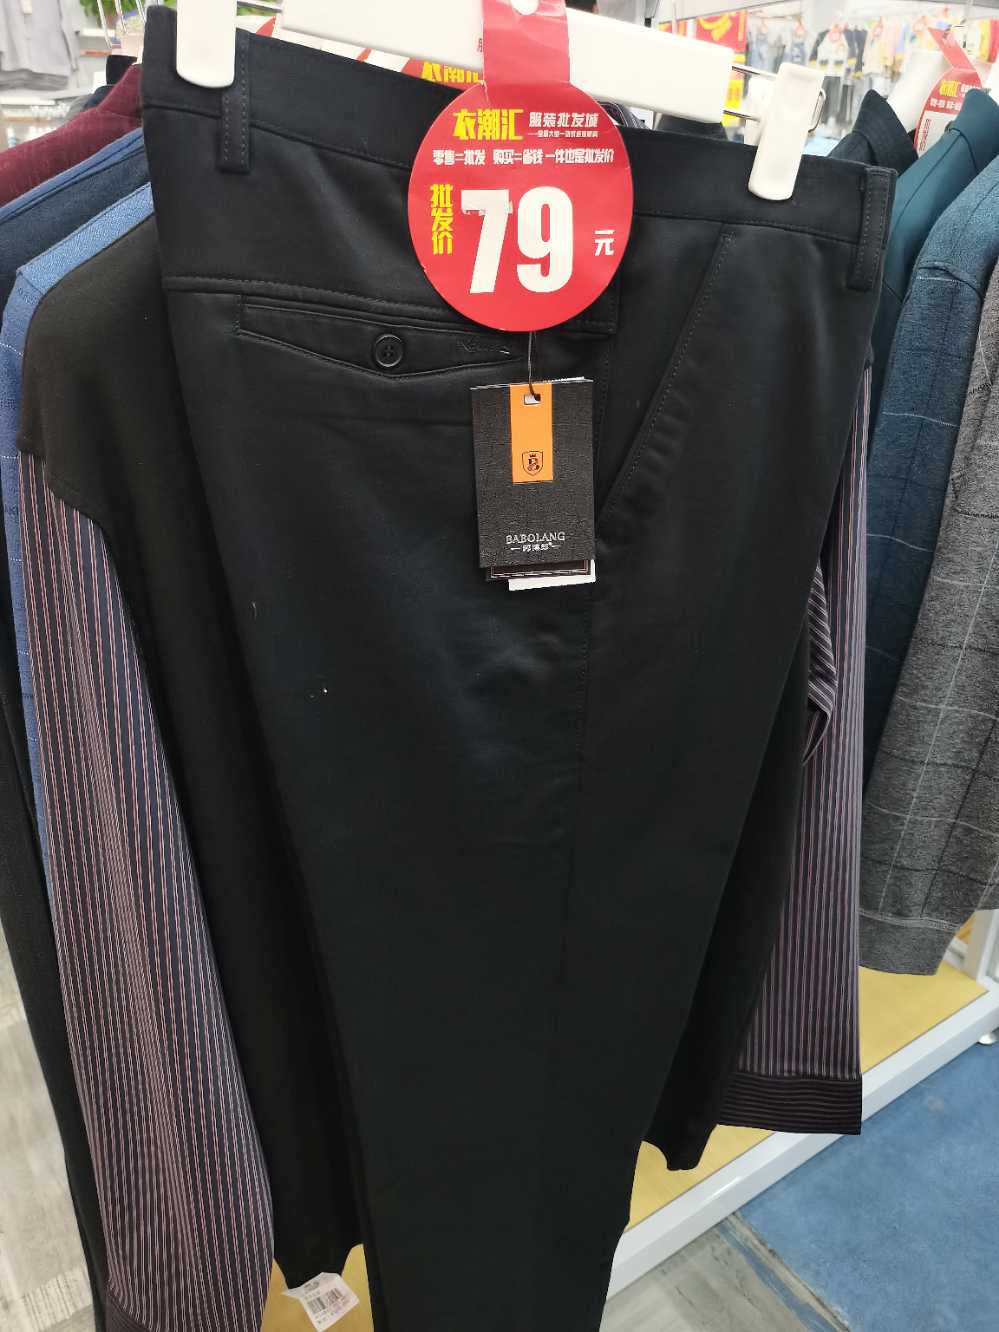 衣潮汇 服装批发城
零售=批发 购买=省钱 一件也是批发价
批发价
79
元
BABOLANG